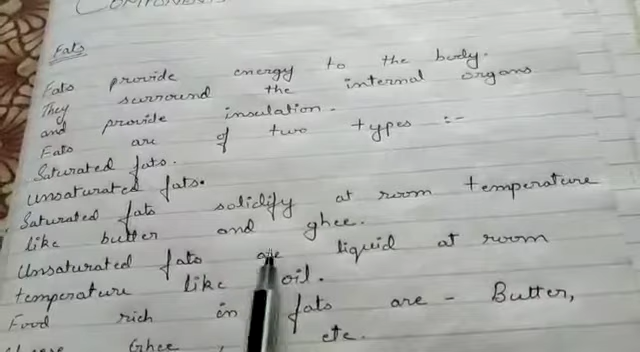 COMPONENTS
Fats
Fats provide energy to the body.
They surround the internal organs
and provide insulation.
Fats are of two types :-
Saturated fats.
Unsaturated fats.
Saturated fats solidify at room temperature
like butter and ghee.
Unsaturated fats are liquid at room
temperature like oil.
Food rich in fats are - Butter,
Ghee, etc.